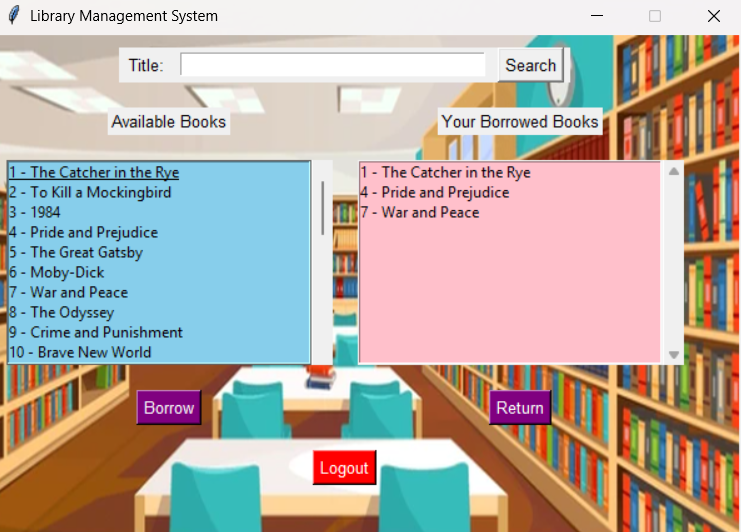 Library Management System
Title:
Search
Available Books
Your Borrowed Books
1 - The Catcher in the Rye
2 - To Kill a Mockingbird
3 - 1984
4 - Pride and Prejudice
5 - The Great Gatsby
6 - Moby-Dick
7 - War and Peace
8 - The Odyssey
9 - Crime and Punishment
10 - Brave New World
1 - The Catcher in the Rye
4 - Pride and Prejudice
7 - War and Peace
Borrow
Return
Logout